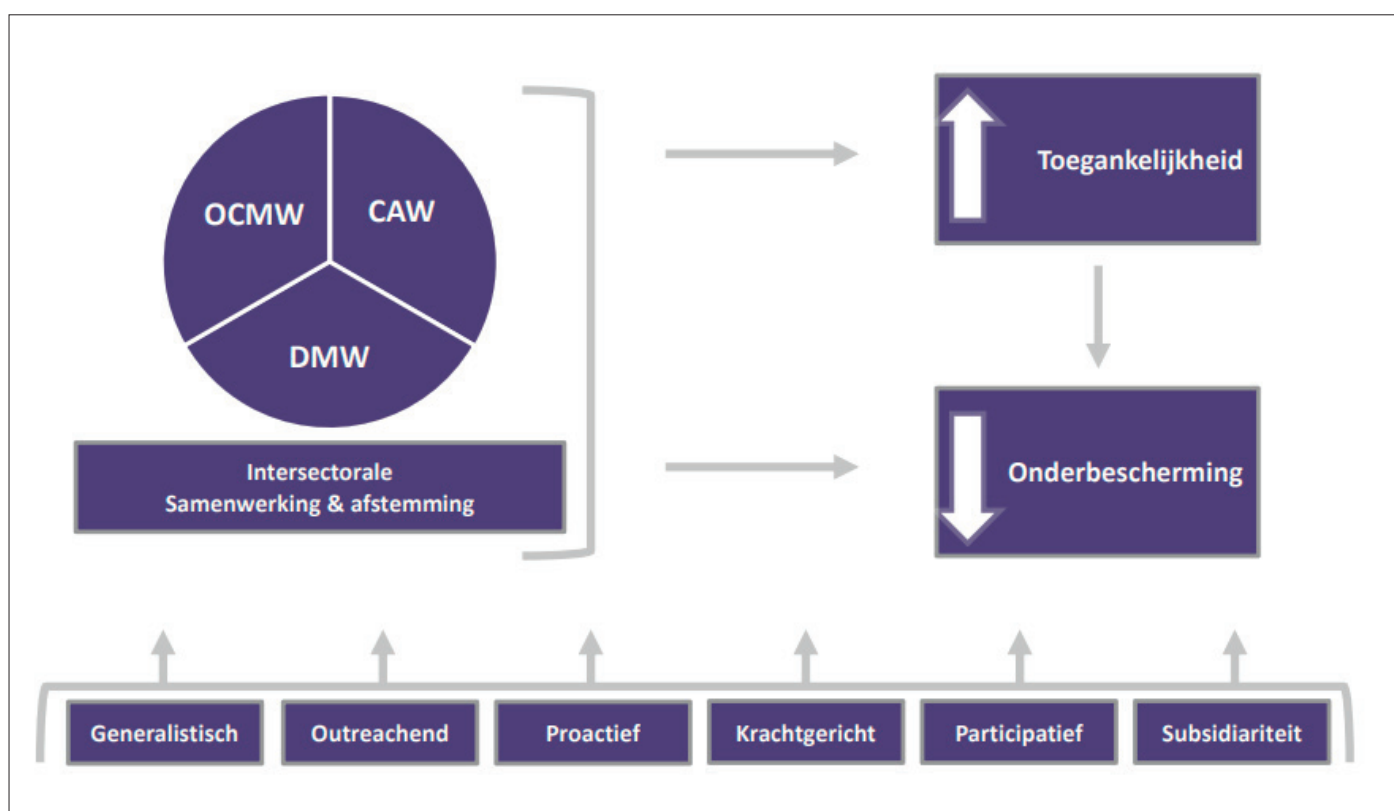 OCMW
CAW
DMW
Intersectorale
Samenwerking & afstemming
Toegankelijkheid
Onderbescherming
Generalistisch
Outreachend
Proactief
Krachtgericht
Participatief
Subsidiariteit